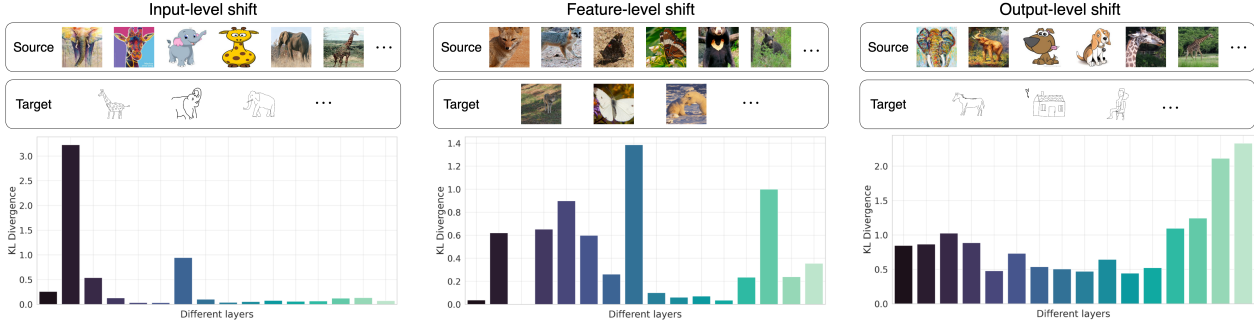 Input-level shift
Source
...
Target
...
KL Divergence
3.0
2.5
2.0
1.5
1.0
0.5
0.0
Different layers
Feature-level shift
Source
...
Target
...
KL Divergence
1.4
1.2
1.0
0.8
0.6
0.4
0.2
0.0
Different layers
Output-level shift
Source
...
Target
...
KL Divergence
2.0
1.5
1.0
0.5
0.0
Different layers